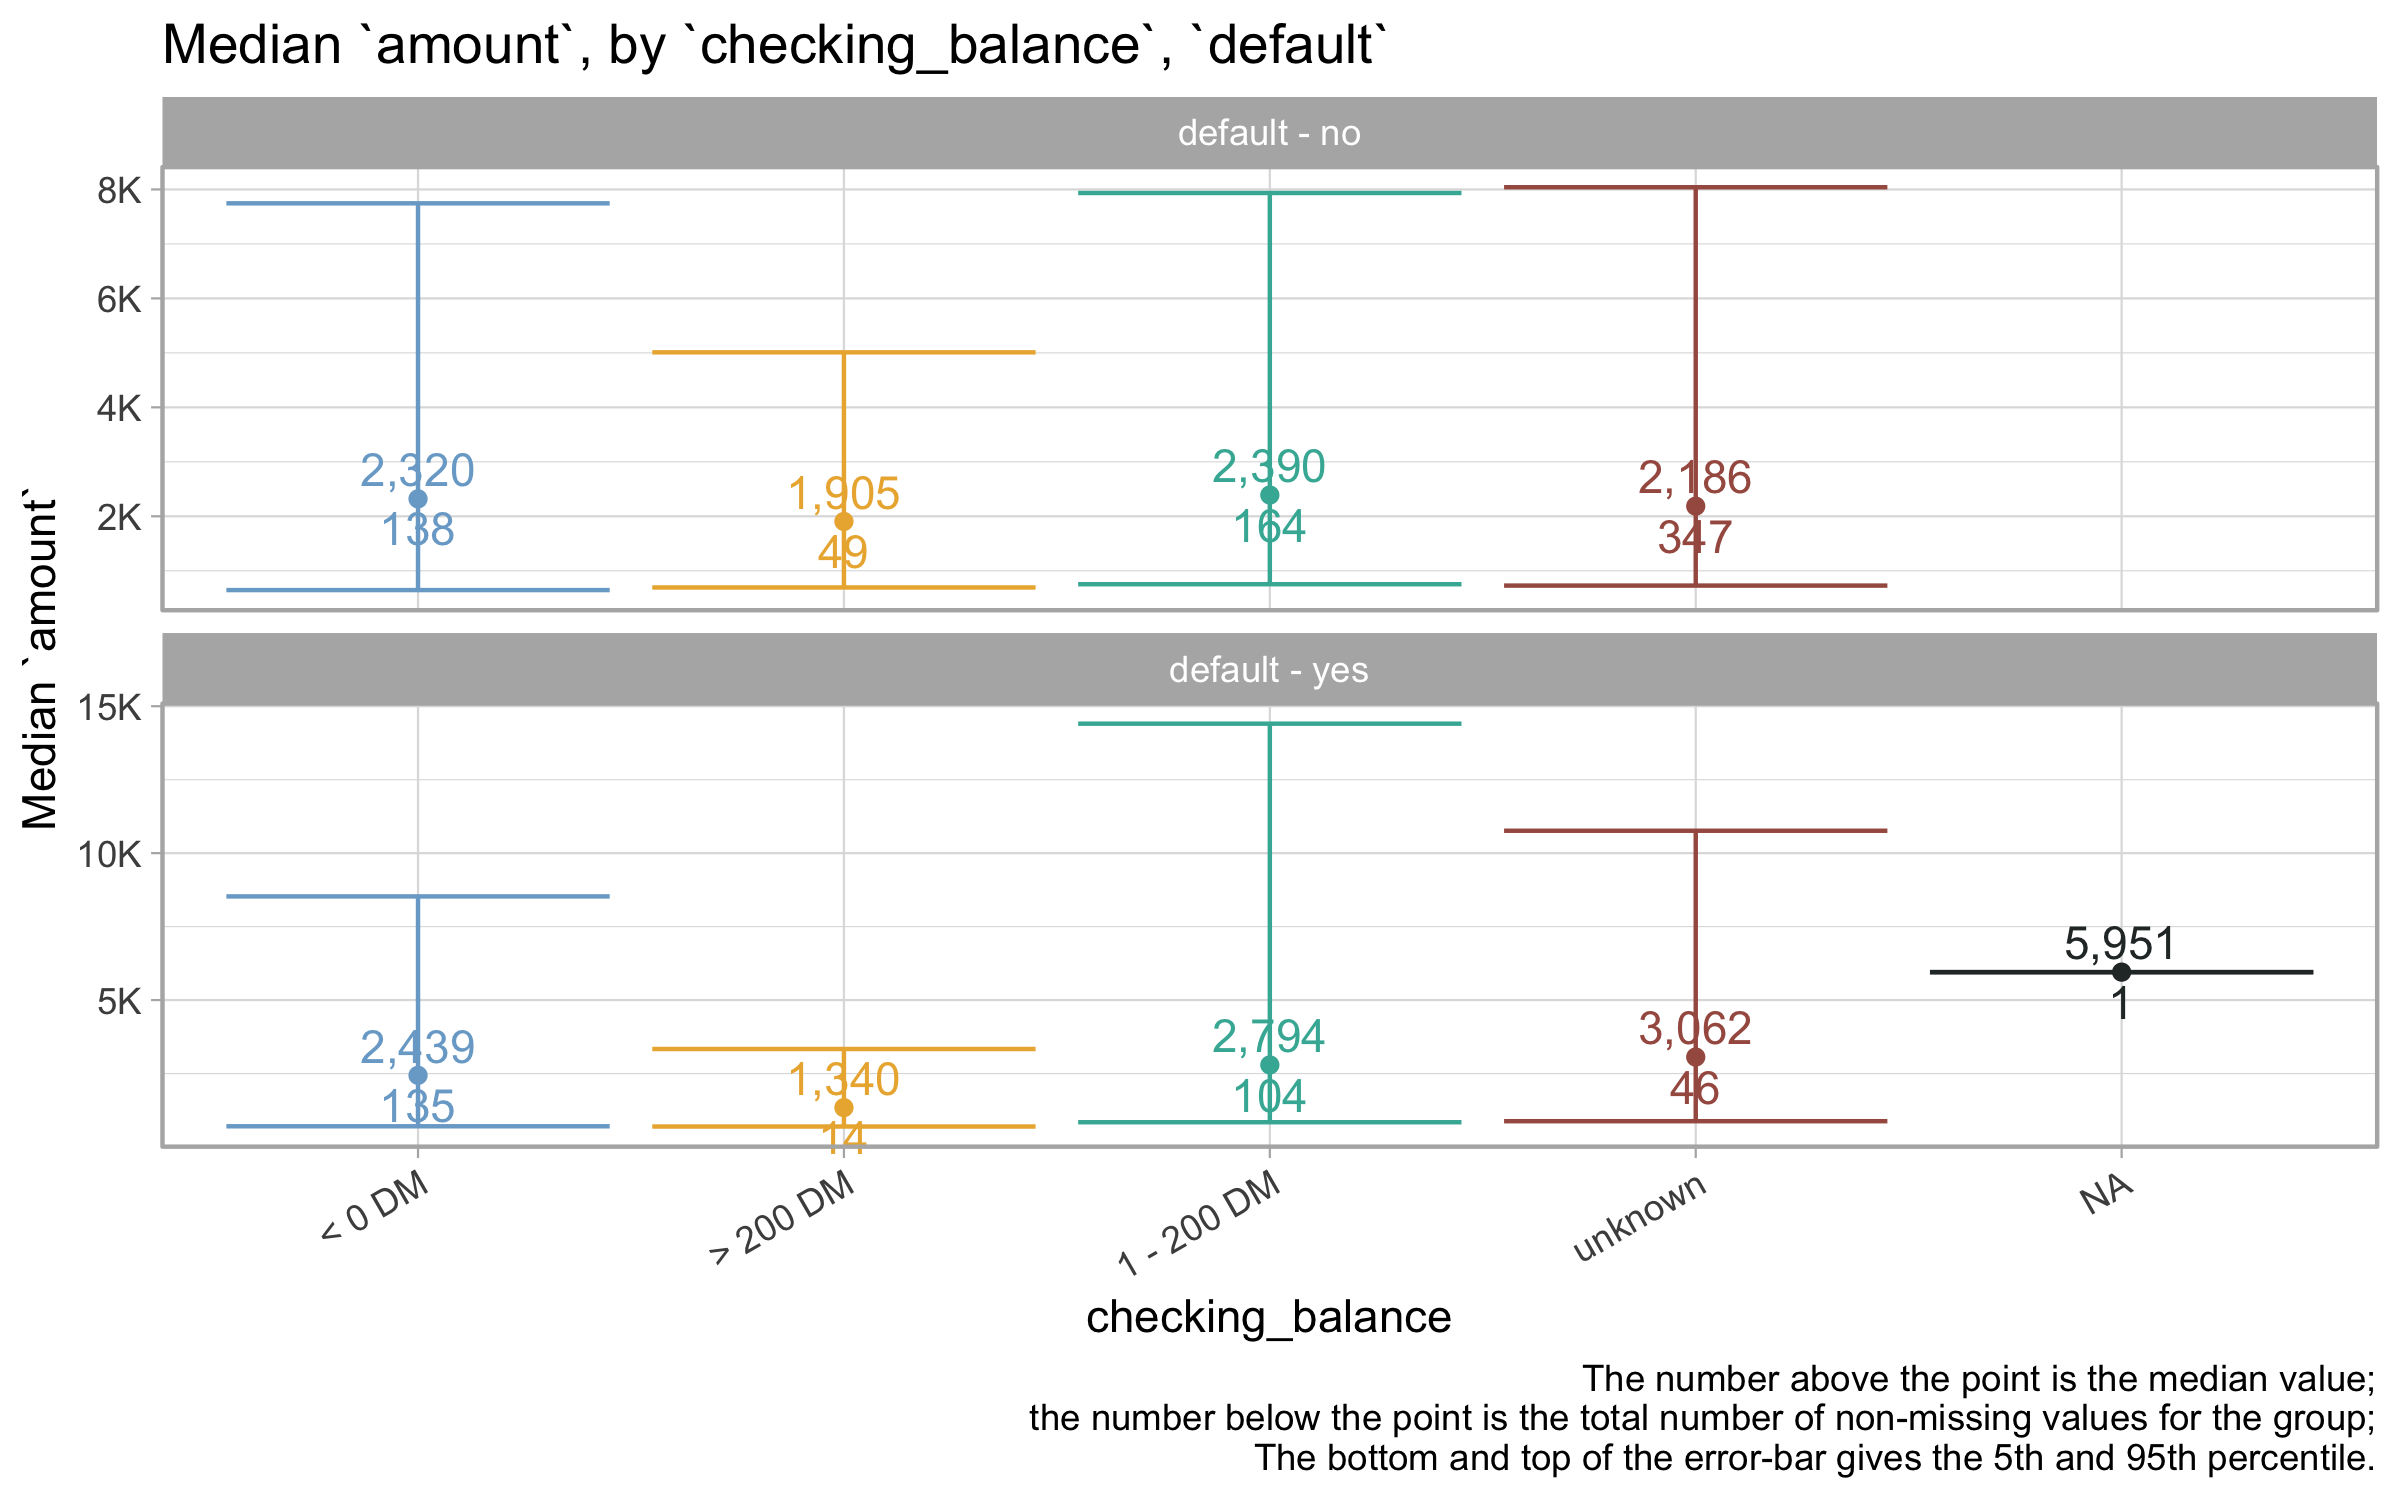 Median `amount`, by `checking_balance`, `default`
default - no
8K
6K
4K
2K
2,320
138
1,905
49
2,390
164
2,186
347
Median `amount`
default - yes
15K
10K
5K
2,439
135
1,340
14
2,794
104
3,062
46
5,951
1
< 0 DM
> 200 DM
1 - 200 DM
unknown
NA
checking_balance
The number above the point is the median value;
the number below the point is the total number of non-missing values for the group;
The bottom and top of the error-bar gives the 5th and 95th percentile.